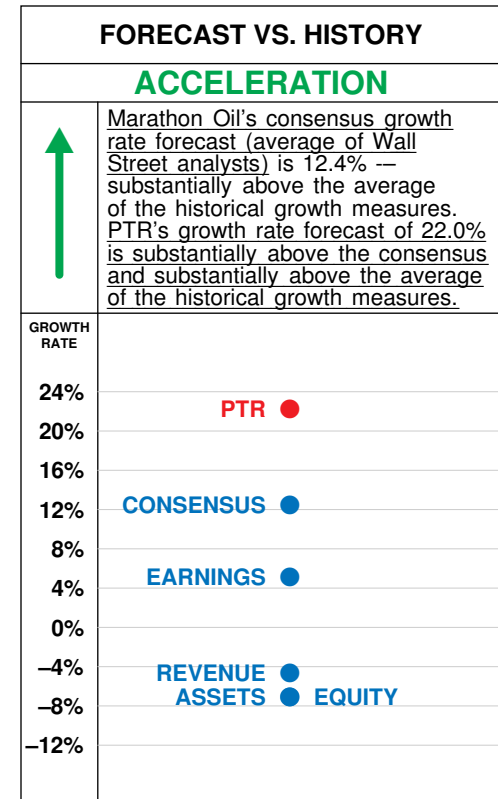 FORECAST VS. HISTORY
ACCELERATION
Marathon Oil's consensus growth
rate forecast (average of Wall
Street analysts) is 12.4% -–
substantially above the average
of the historical growth measures.
PTR's growth rate forecast of 22.0%
is substantially above the consensus
and substantially above the average
of the historical growth measures.
GROWTH
RATE
24%
PTR
20%
16%
12%
CONSENSUS
8%
EARNINGS
4%
0%
–4%
REVENUE
ASSETS EQUITY
–8%
–12%